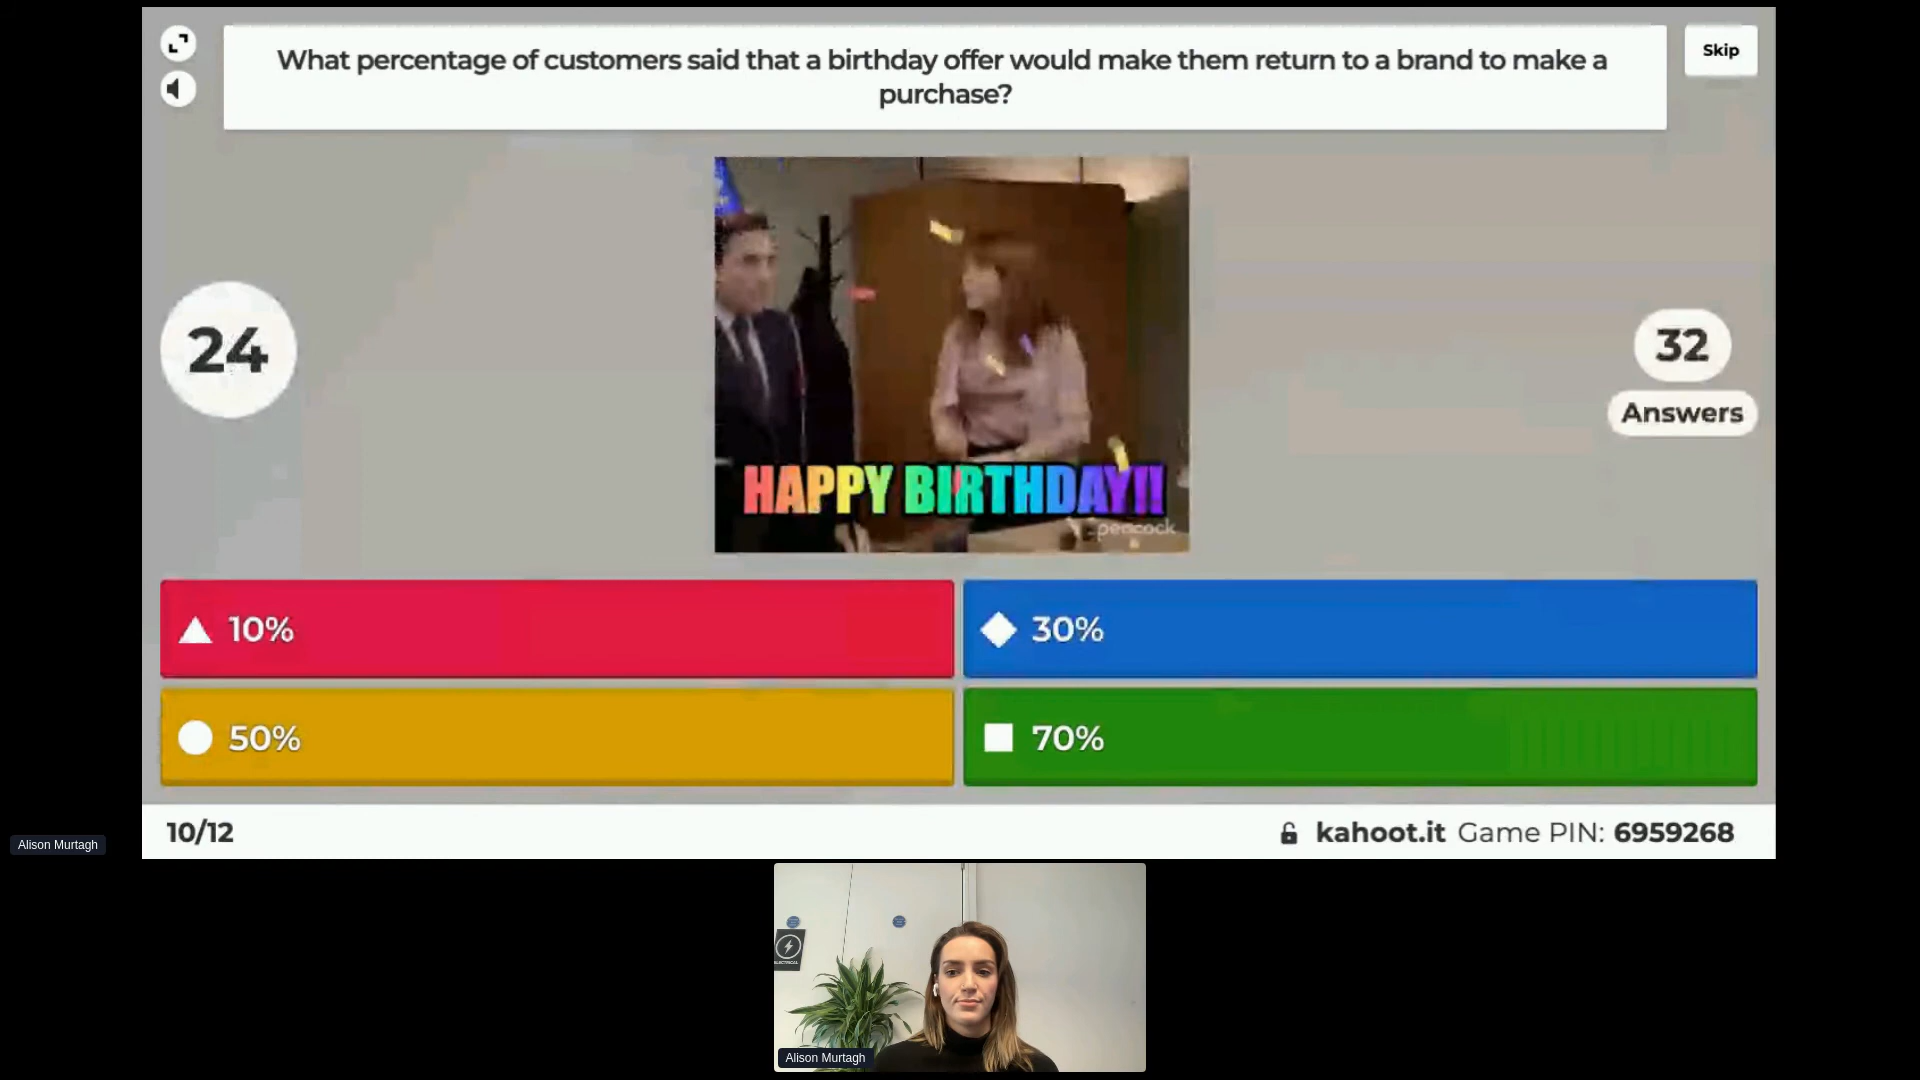 What percentage of customers said that a birthday offer would make them return to a brand to make a
purchase?
Skip
24
32
Answers
HAPPY BIRTHDAY!!
peacock
10%
30%
50%
70%
10/12
kahoot.it Game PIN: 6959268
Alison Murtagh
Alison Murtagh